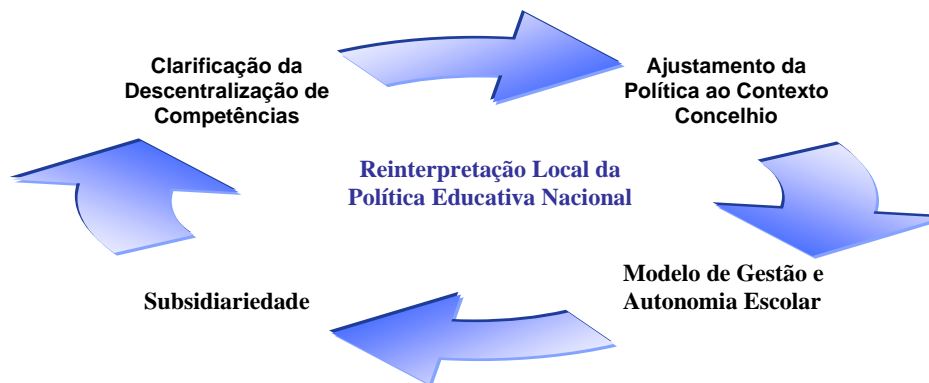 Clarificação da
Descentralização de
Competências
Ajustamento da
Política ao Contexto
Concelhio
Reinterpretação Local da
Política Educativa Nacional
Modelo de Gestão e
Autonomia Escolar
Subsidiariedade